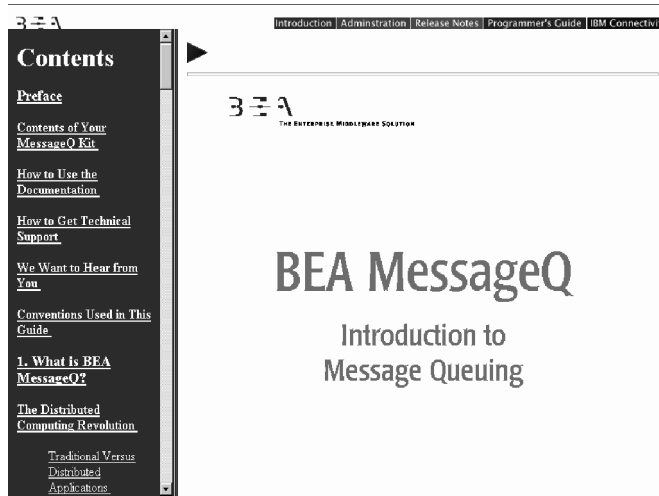 BEA
Introduction | Adminstration | Release Notes | Programmer's Guide | IBM Connectivi
Contents
Preface
Contents of Your
MessageQ Kit
How to Use the
Documentation
How to Get Technical
Support
We Want to Hear from
You
Conventions Used in This
Guide
1. What is BEA
MessageQ?
The Distributed
Computing Revolution
Traditional Versus
Distributed
Applications
BEA
THE ENTERPRISE MIDDLEWARE SOLUTION
BEA MessageQ
Introduction to
Message Queuing